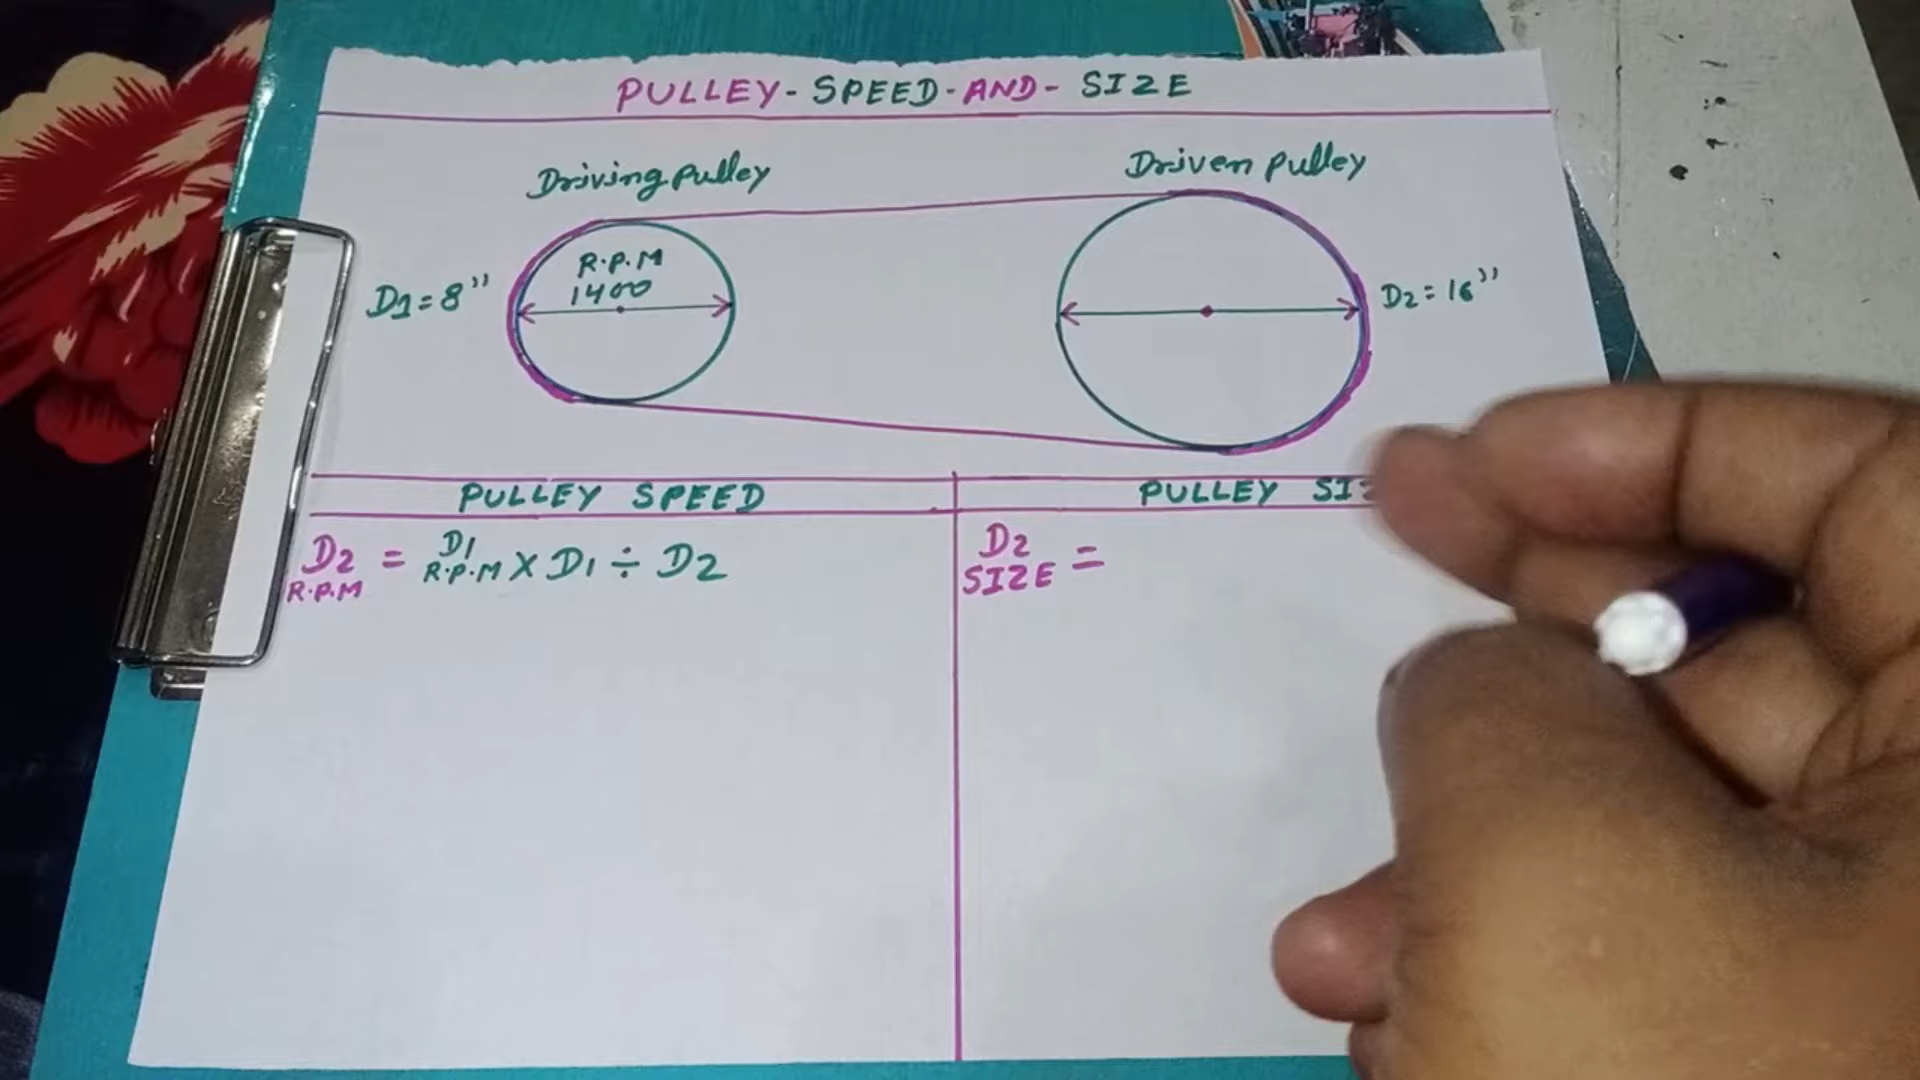 PULLEY-SPEED-AND-SIZE
Driving pulley
Driven pulley
R.P.M
1400
D1=8"
D2=16"
PULLEY SPEED
D2
R.P.M
=
D1
R.P.M
X D1 ÷ D2
PULLEY
D2
SIZE
=